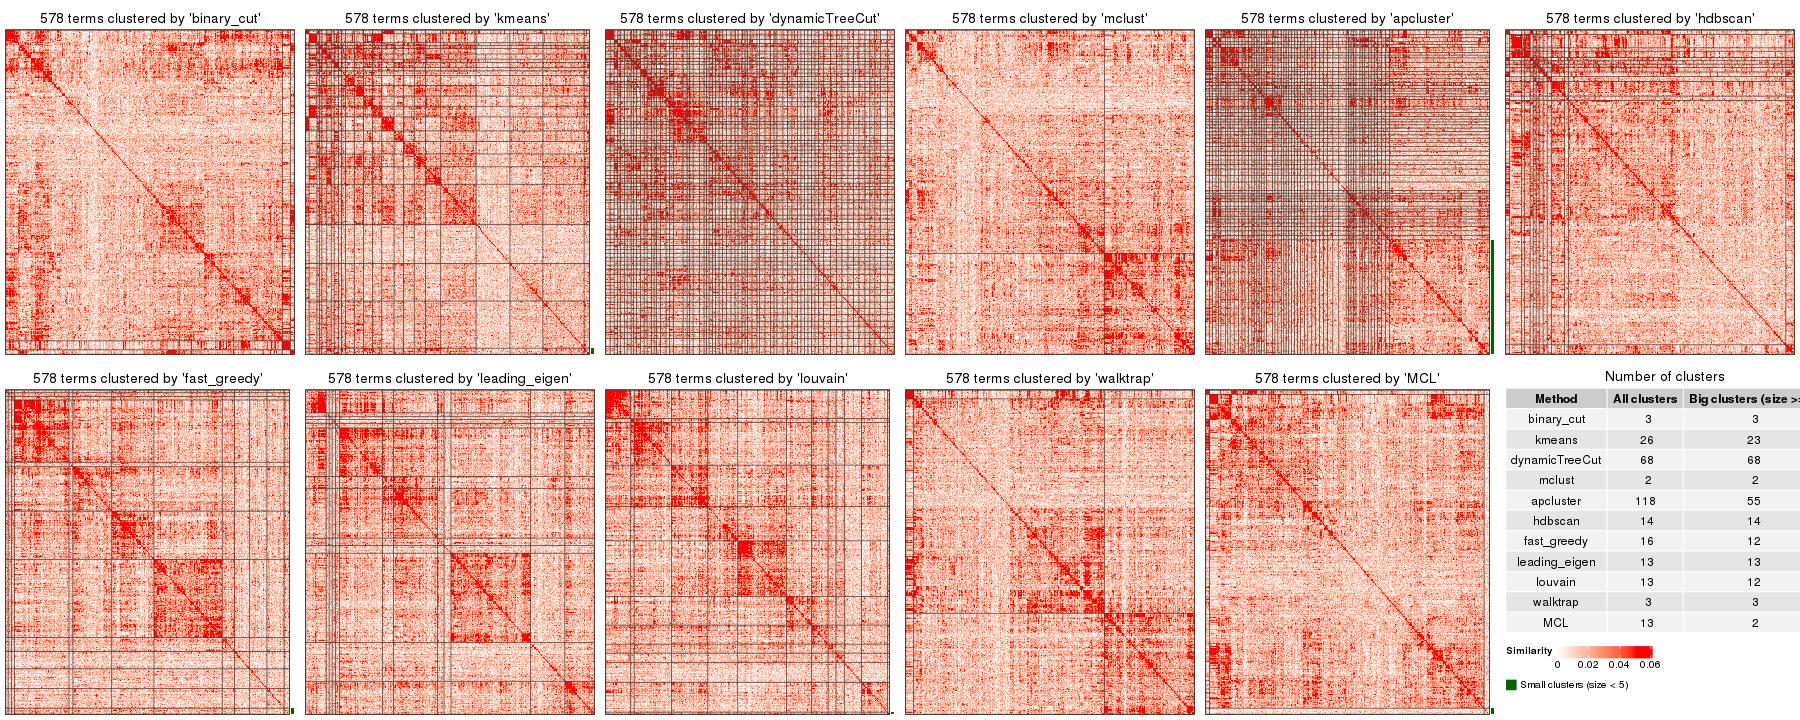 578 terms clustered by 'binary_cut'
578 terms clustered by 'kmeans'
578 terms clustered by 'dynamicTreeCut'
578 terms clustered by 'mclust'
578 terms clustered by 'apcluster'
578 terms clustered by 'hdbscan'
578 terms clustered by 'fast_greedy'
578 terms clustered by 'leading_eigen'
578 terms clustered by 'louvain'
578 terms clustered by 'walktrap'
578 terms clustered by 'MCL'
Number of clusters
Method All clusters Big clusters (size >
binary_cut 3 3
kmeans 26 23
dynamicTreeCut 68 68
mclust 2 2
apcluster 118 55
hdbscan 14 14
fast_greedy 16 12
leading_eigen 13 13
louvain 13 12
walktrap 3 3
MCL 13 2
Similarity
0 0.02 0.04 0.06
Small clusters (size < 5)